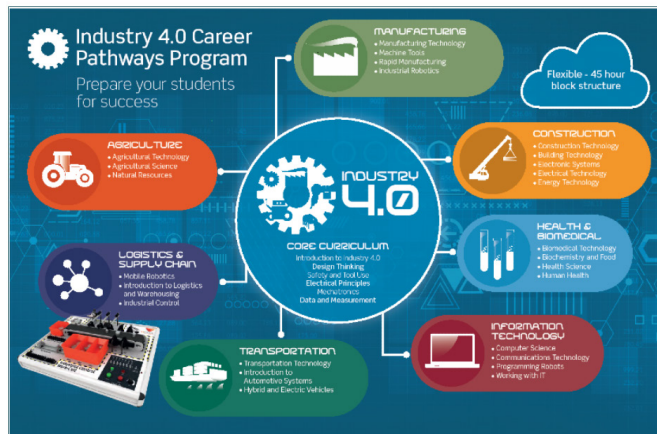 Industry 4.0 Career
Pathways Program
Prepare your students
for success
MANUFACTURING
• Manufacturing Technology
• Machine Tools
• Rapid Manufacturing
• Industrial Robotics
Flexible - 45 hour
block structure
AGRICULTURE
• Agricultural Technology
• Agricultural Science
• Natural Resources
CONSTRUCTION
• Construction Technology
• Building Technology
• Electronic Systems
• Electrical Technology
• Energy Technology
INDUSTRY
4.0
CORE CURRICULUM
Introduction to Industry 4.0
Design Thinking
Safety and Tool Use
Electrical Principles
Mechatronics
Data and Measurement
LOGISTICS &
SUPPLY CHAIN
• Mobile Robotics
• Introduction to Logistics
and Warehousing
• Industrial Control
HEALTH &
BIOMEDICAL
• Biomedical Technology
• Biochemistry and Food
• Health Science
• Human Health
TRANSPORTATION
• Transportation Technology
• Introduction to
Automotive Systems
• Hybrid and Electric Vehicles
INFORMATION
TECHNOLOGY
• Computer Science
• Communications Technology
• Programming Robots
• Working with IT